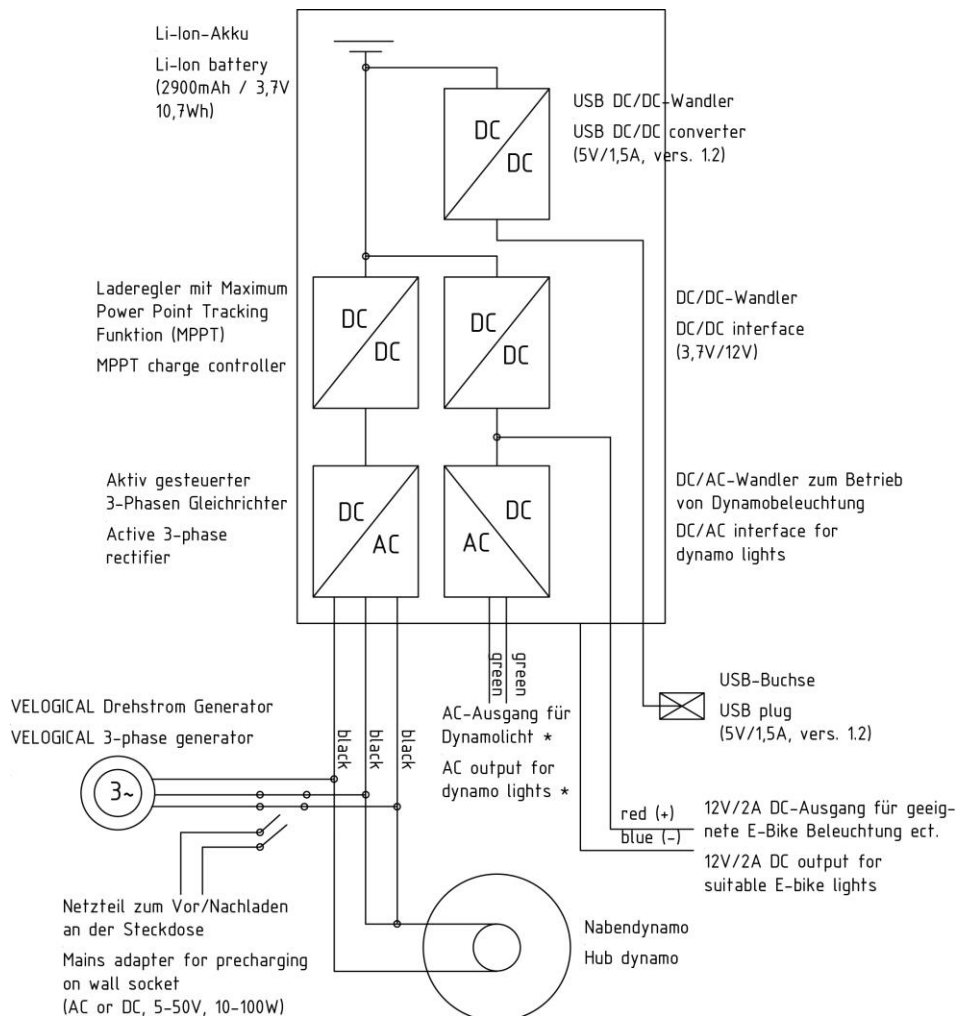 Li-Ion-Akku
Li-Ion battery
(2900mAh / 3,7V
10,7Wh)
DC
DC
USB DC/DC-Wandler
USB DC/DC converter
(5V/1,5A, vers. 1.2)
Laderegler mit Maximum
Power Point Tracking
Funktion (MPPT)
MPPT charge controller
DC
DC
DC
DC
DC/DC-Wandler
DC/DC interface
(3,7V/12V)
Aktiv gesteuerter
3-Phasen Gleichrichter
Active 3-phase
rectifier
DC
AC
DC
AC
DC/AC-Wandler zum Betrieb
von Dynamobeleuchtung
DC/AC interface for
dynamo lights
green
green
black
black
black
AC-Ausgang für
Dynamolicht *
AC output for
dynamo lights *
USB-Buchse
USB plug
(5V/1,5A, vers. 1.2)
VELOGICAL Drehstrom Generator
VELOGICAL 3-phase generator
3~
red (+)
blue (-)
12V/2A DC-Ausgang für geeig-
nete E-Bike Beleuchtung ect.
12V/2A DC output for
suitable E-bike lights
Netzteil zum Vor/Nachladen
an der Steckdose
Mains adapter for precharging
on wall socket
(AC or DC, 5-50V, 10-100W)
Nabendynamo
Hub dynamo